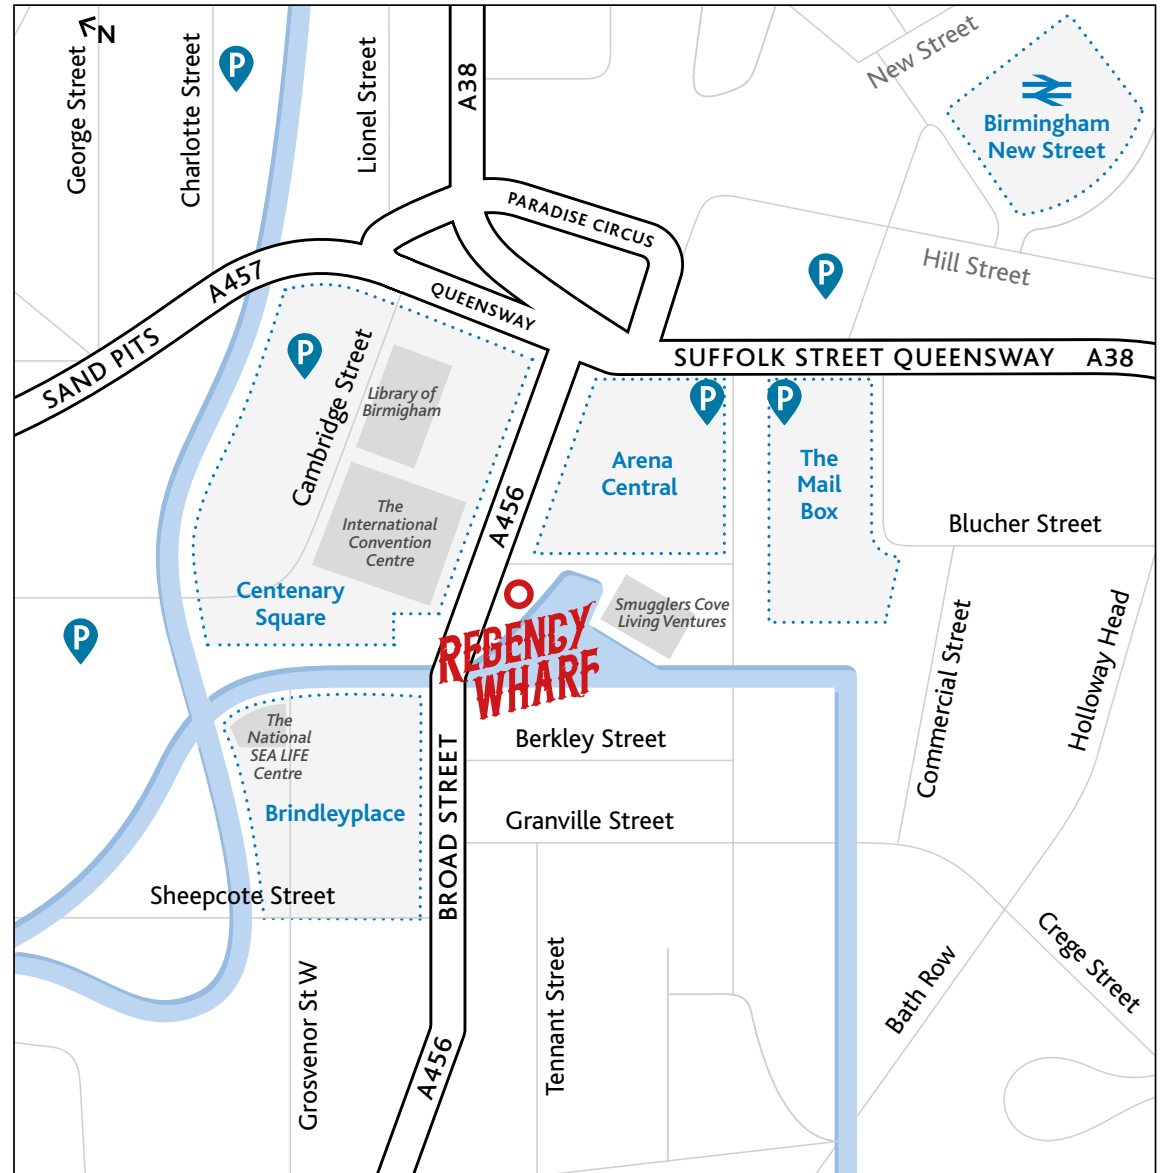 N
George Street
Charlotte Street
P
Lionel Street
A38
New Street
Birmingham
New Street
PARADISE CIRCUS
A457
QUEENSWAY
P
Hill Street
SAND PITS
P
Cambridge Street
Library of
Birmigham
SUFFOLK STREET QUEENSWAY A38
P
P
Arena
Central
The
Mail
Box
The
International
Convention
Centre
A456
Blucher Street
Centenary
Square
P
Smugglers Cove
Living Ventures
REGENCY
WHARF
Commercial Street
Holloway Head
The
National
SEA LIFE
Centre
Berkley Street
Brindleyplace
BROAD STREET
Granville Street
Sheepcote Street
Grosvenor St W
Tennant Street
Bath Row
Crege Street
A456